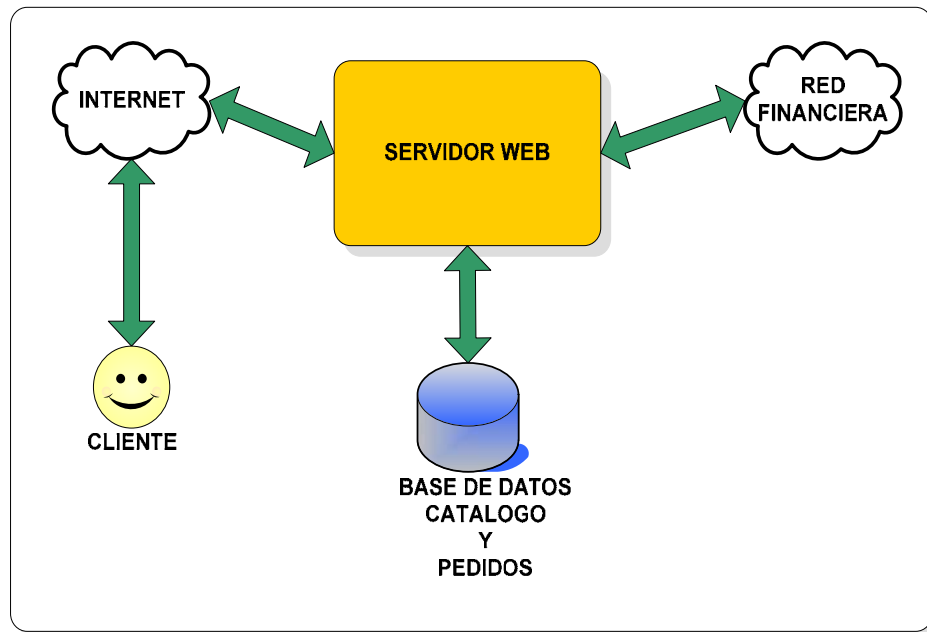 INTERNET
SERVIDOR WEB
RED
FINANCIERA
CLIENTE
BASE DE DATOS
CATALOGO
Y
PEDIDOS